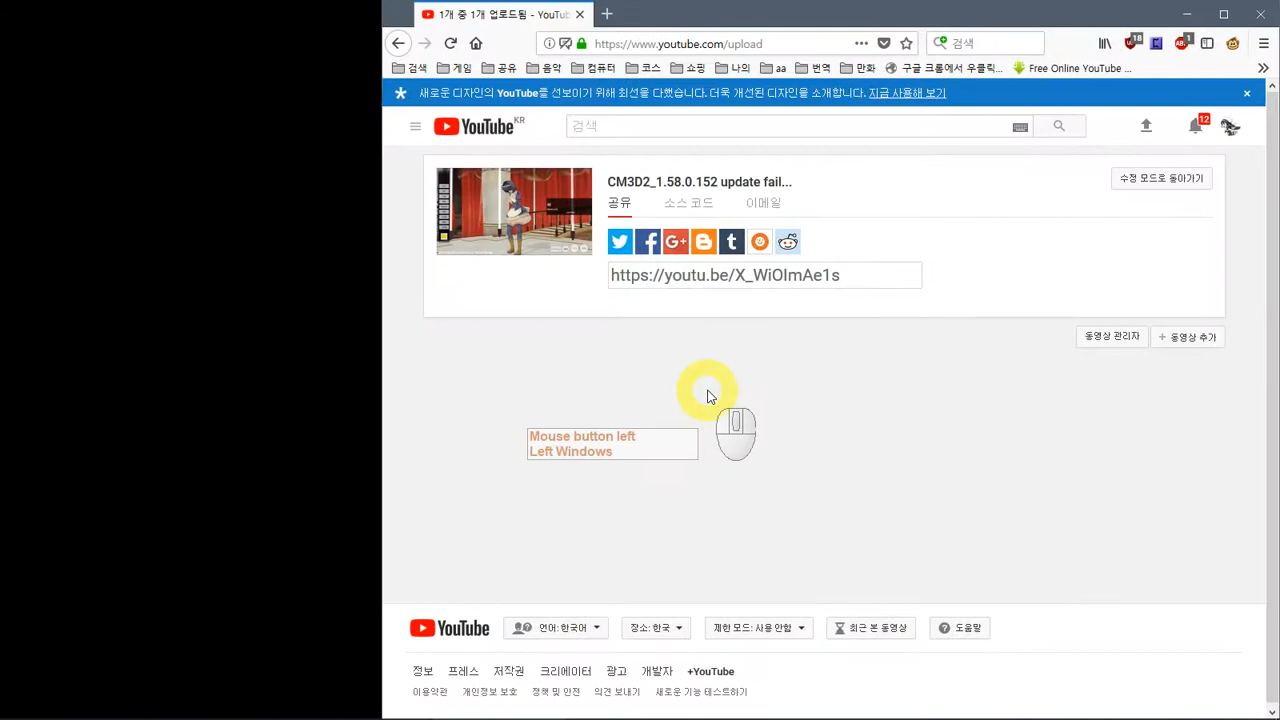 1개 중 1개 업로드됨 - YouTub
https://www.youtube.com/upload
검색
18
1
검색 게임 공유 음악 컴퓨터 코스 쇼핑 나의 aa 번역 만화 구글 크롬에서 우클릭... Free Online YouTube ...
새로운 디자인의 YouTube를 선보이기 위해 최선을 다했습니다. 더욱 개선된 디자인을 소개합니다. 지금 사용해 보기
YouTube KR
검색
12
CM3D2_1.58.0.152 update fail...
수정 모드로 돌아가기
공유 소스 코드 이메일
https://youtu.be/X_WiOImAe1s
동영상 관리자
+ 동영상 추가
Mouse button left
Left Windows
YouTube
언어: 한국어
장소: 한국
제한 모드: 사용 안함
최근 본 동영상
도움말
정보 프레스 저작권 크리에이터 광고 개발자 +YouTube
이용약관 개인정보 보호 정책 및 안전 의견 보내기 새로운 기능 테스트하기